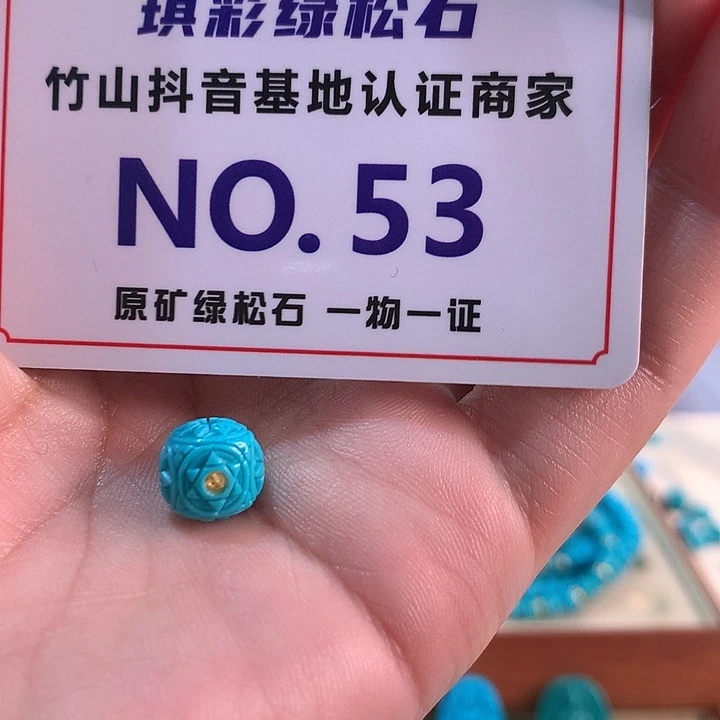 琪彩绿松石
竹山抖音基地认证商家
NO. 53
原矿绿松石 一物一证